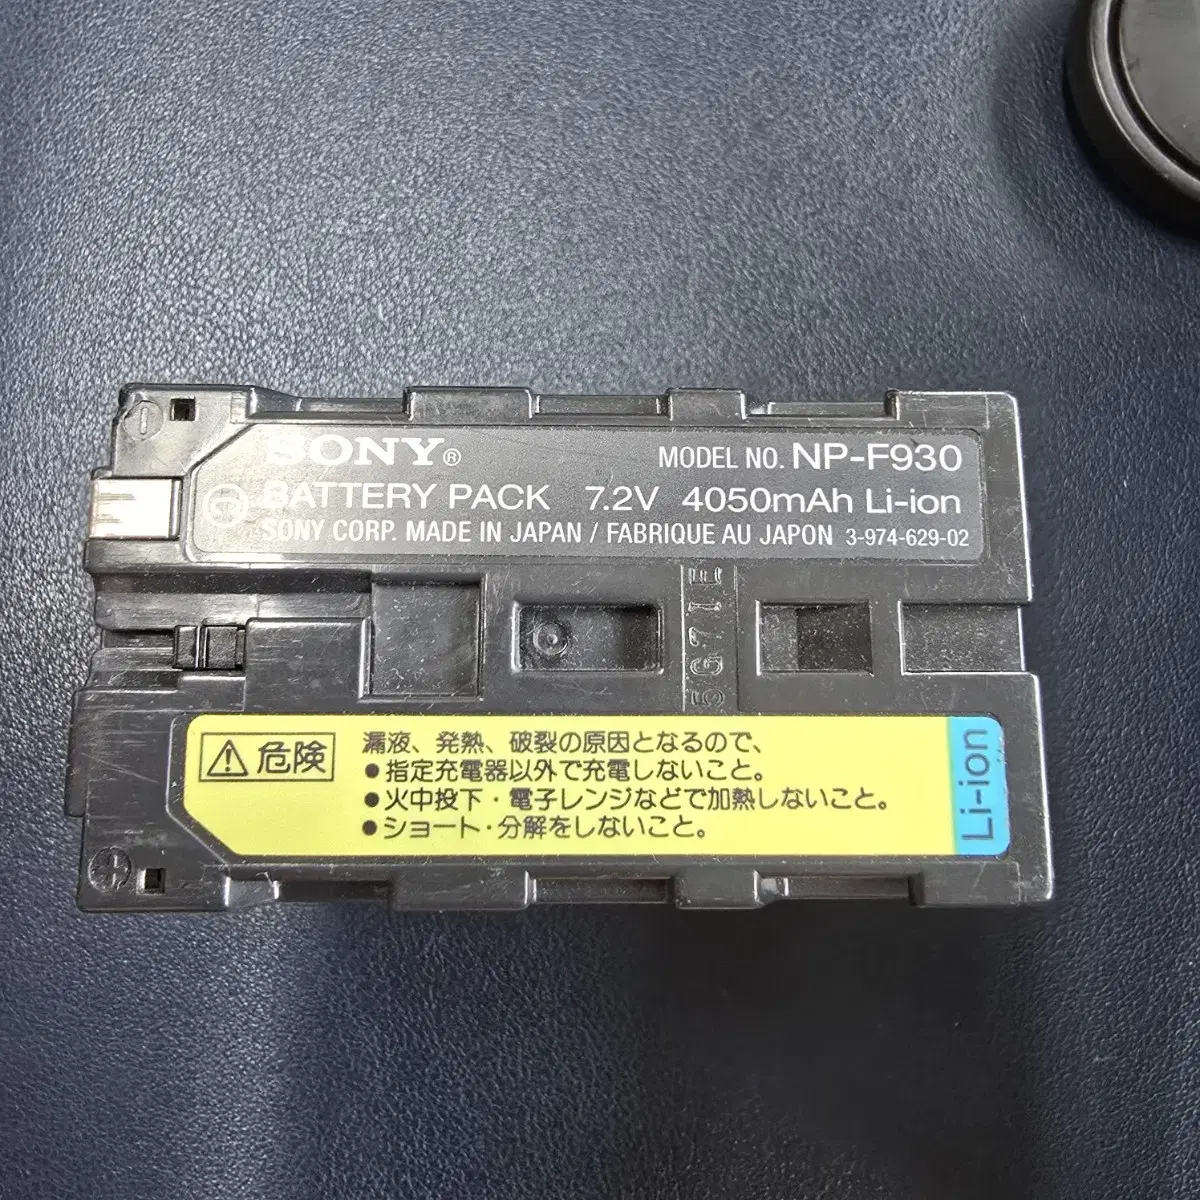 SONY®
MODEL NO. NP-F930
BATTERY PACK 7.2V 4050mAh Li-ion
SONY CORP. MADE IN JAPAN / FABRIQUE AU JAPON 3-974-629-02
危険
漏液、発熱、破裂の原因となるので、
●指定充電器以外で充電しないこと。
●火中投下・電子レンジなどで加熱しないこと。
●ショート・分解をしないこと。
Li-ion